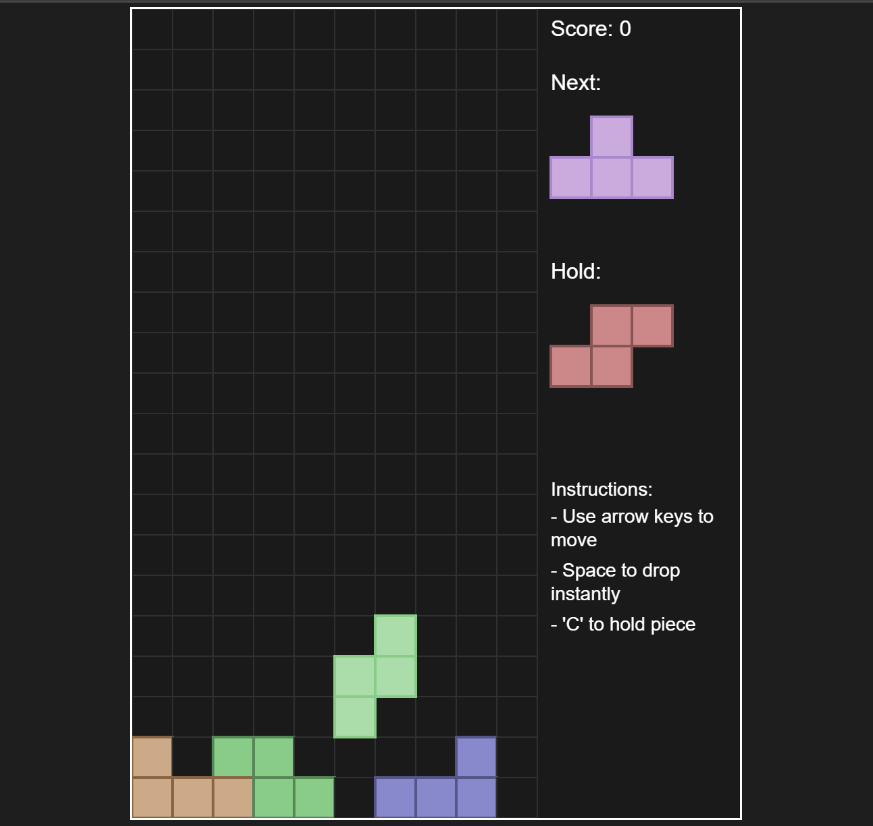 Score: 0
Next:
Hold:
Instructions:
- Use arrow keys to
move
- Space to drop
instantly
- 'C' to hold piece